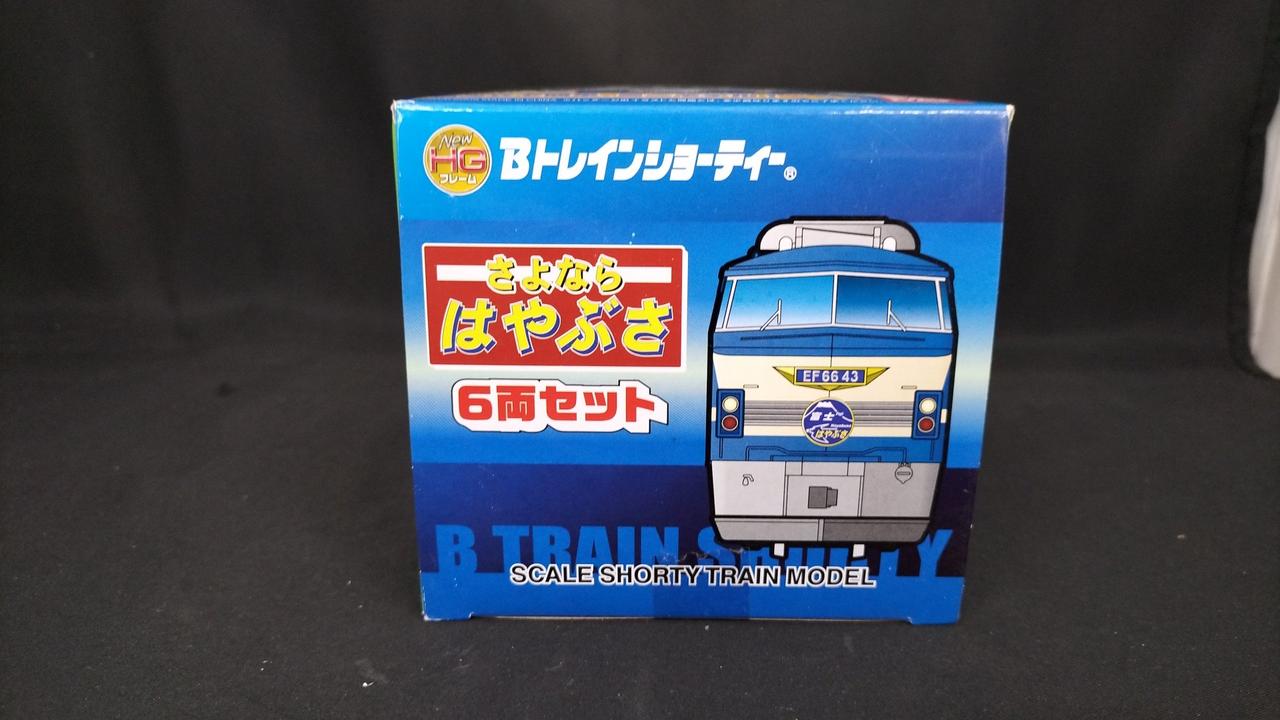 New
HG
フレーム
Bトレインショーティー®
さよなら
はやぶさ
6両セット
EF66 43
富士
はやぶさ
B TRAIN SHORTY
SCALE SHORTY TRAIN MODEL